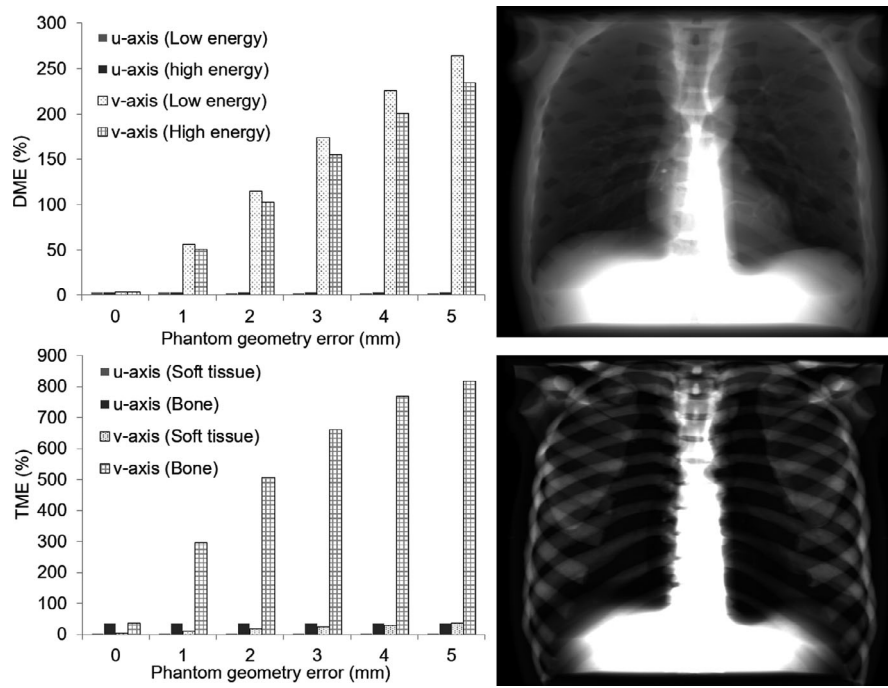 300
250
200
150
100
50
0
DME (%)
u-axis (Low energy)
u-axis (high energy)
v-axis (Low energy)
v-axis (High energy)
0 1 2 3 4 5
Phantom geometry error (mm)
900
800
700
600
500
400
300
200
100
0
TME (%)
u-axis (Soft tissue)
u-axis (Bone)
v-axis (Soft tissue)
v-axis (Bone)
0 1 2 3 4 5
Phantom geometry error (mm)